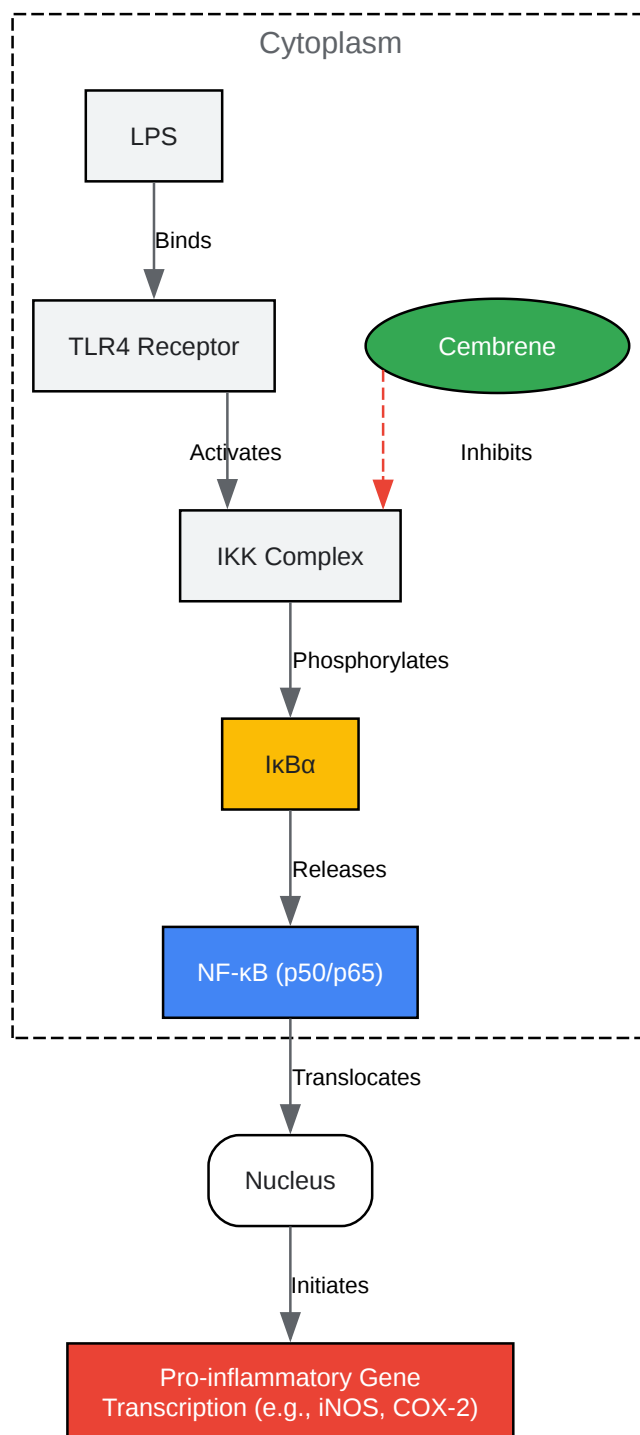 Cytoplasm
LPS
Binds
TLR4 Receptor
Cembrene
Activates
Inhibits
IKK Complex
Phosphorylates
IκBα
Releases
NF-κB (p50/p65)
Translocates
Nucleus
Initiates
Pro-inflammatory Gene
Transcription (e.g., iNOS, COX-2)